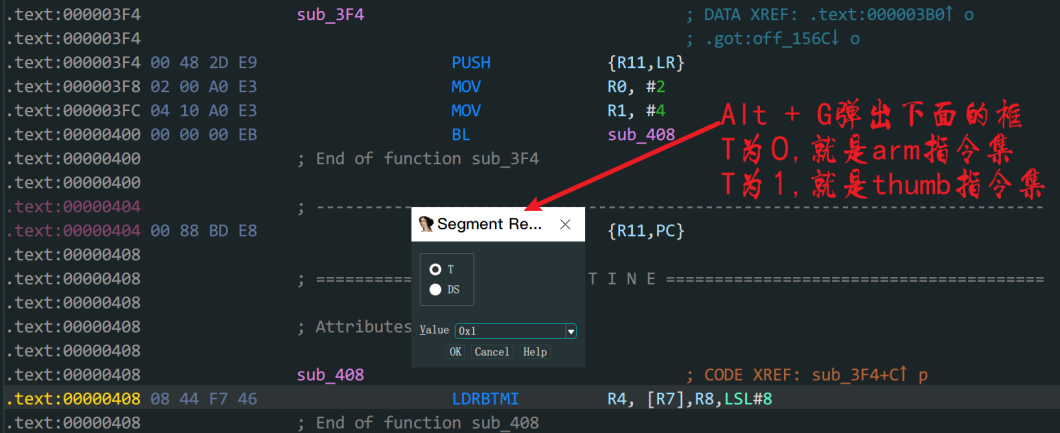 .text:000003F4 sub_3F4 ; DATA XREF: .text:000003B0↑ o
.text:000003F4 ; .got:off_156C↓ o
.text:000003F4 00 48 2D E9 PUSH {R11,LR}
.text:000003F8 02 00 A0 E3 MOV R0, #2
.text:000003FC 04 10 A0 E3 MOV R1, #4
.text:00000400 00 00 00 EB BL sub_408
.text:00000400 ; End of function sub_3F4
.text:00000400
.text:00000404 ; ---------------------------------------------------------------------------
.text:00000404 00 88 BD E8 {R11,PC}
.text:00000408
.text:00000408 ; =========== T I N E =======================================
.text:00000408
.text:00000408 ; Attributes
.text:00000408
.text:00000408 sub_408 ; CODE XREF: sub_3F4+C↑ p
.text:00000408 08 44 F7 46 LDRBTMI R4, [R7],R8,LSL#8
.text:00000408 ; End of function sub_408
Alt + G弹出下面的框
T为0,就是arm指令集
T为1,就是thumb指令集
Segment Re...
T
DS
Value 0x1
OK Cancel Help